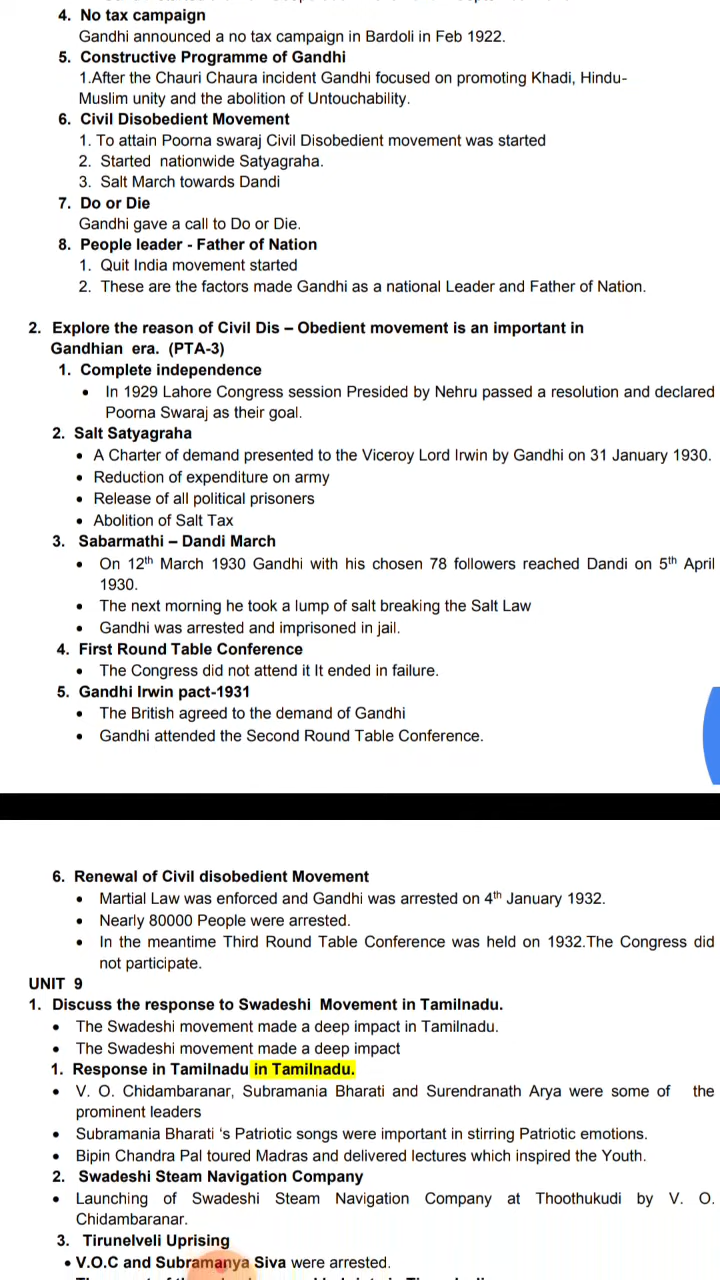 4. No tax campaign
Gandhi announced a no tax campaign in Bardoli in Feb 1922.
5. Constructive Programme of Gandhi
1.After the Chauri Chaura incident Gandhi focused on promoting Khadi, Hindu-
Muslim unity and the abolition of Untouchability.
6. Civil Disobedient Movement
1. To attain Poorna swaraj Civil Disobedient movement was started
2. Started nationwide Satyagraha.
3. Salt March towards Dandi
7. Do or Die
Gandhi gave a call to Do or Die.
8. People leader - Father of Nation
1. Quit India movement started
2. These are the factors made Gandhi as a national Leader and Father of Nation.
2. Explore the reason of Civil Dis – Obedient movement is an important in
Gandhian era. (PTA-3)
1. Complete independence
• In 1929 Lahore Congress session Presided by Nehru passed a resolution and declared
Poorna Swaraj as their goal.
2. Salt Satyagraha
• A Charter of demand presented to the Viceroy Lord Irwin by Gandhi on 31 January 1930.
• Reduction of expenditure on army
• Release of all political prisoners
• Abolition of Salt Tax
3. Sabarmathi – Dandi March
• On 12th March 1930 Gandhi with his chosen 78 followers reached Dandi on 5th April
1930.
• The next morning he took a lump of salt breaking the Salt Law
• Gandhi was arrested and imprisoned in jail.
4. First Round Table Conference
• The Congress did not attend it It ended in failure.
5. Gandhi Irwin pact-1931
• The British agreed to the demand of Gandhi
• Gandhi attended the Second Round Table Conference.
6. Renewal of Civil disobedient Movement
• Martial Law was enforced and Gandhi was arrested on 4th January 1932.
• Nearly 80000 People were arrested.
• In the meantime Third Round Table Conference was held on 1932.The Congress did
not participate.
UNIT 9
1. Discuss the response to Swadeshi Movement in Tamilnadu.
• The Swadeshi movement made a deep impact in Tamilnadu.
• The Swadeshi movement made a deep impact
1. Response in Tamilnadu in Tamilnadu.
• V. O. Chidambaranar, Subramania Bharati and Surendranath Arya were some of the
prominent leaders
• Subramania Bharati ‘s Patriotic songs were important in stirring Patriotic emotions.
• Bipin Chandra Pal toured Madras and delivered lectures which inspired the Youth.
2. Swadeshi Steam Navigation Company
• Launching of Swadeshi Steam Navigation Company at Thoothukudi by V. O.
Chidambaranar.
3. Tirunelveli Uprising
• V.O.C and Subramanya Siva were arrested.